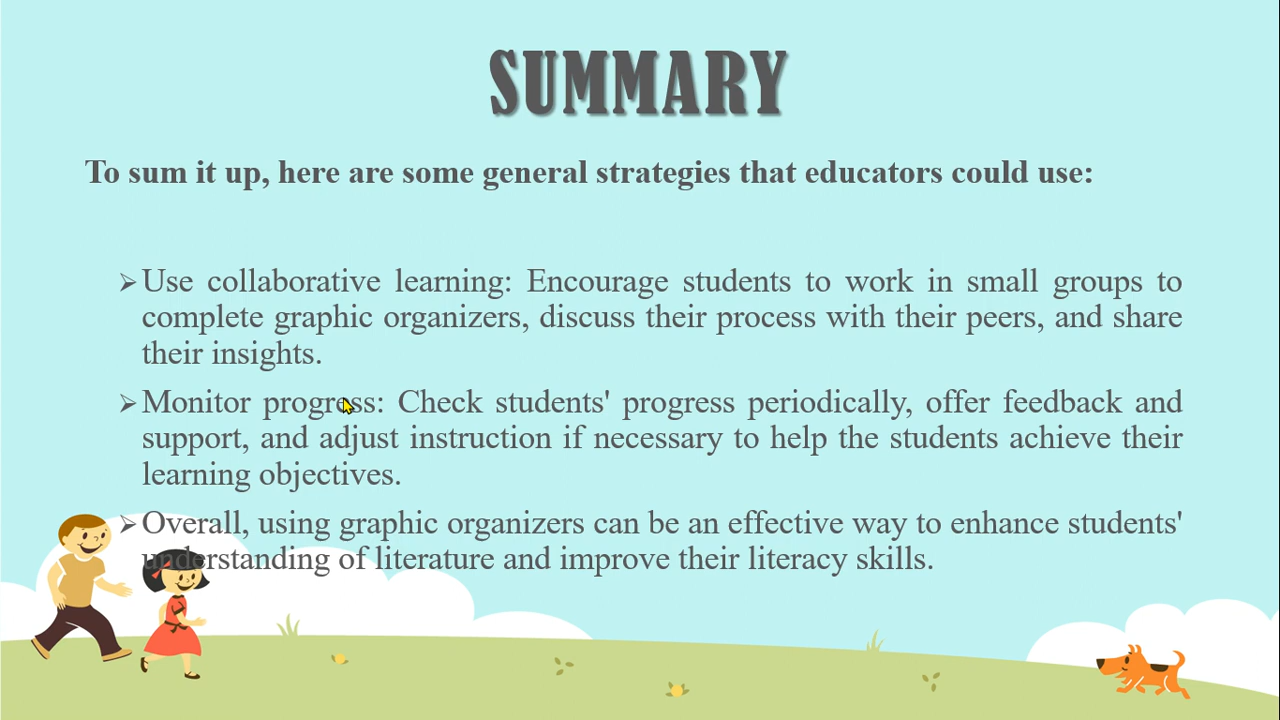 SUMMARY
To sum it up, here are some general strategies that educators could use:
➢Use collaborative learning: Encourage students to work in small groups to
complete graphic organizers, discuss their process with their peers, and share
their insights.
➢Monitor progress: Check students' progress periodically, offer feedback and
support, and adjust instruction if necessary to help the students achieve their
learning objectives.
➢Overall, using graphic organizers can be an effective way to enhance students'
understanding of literature and improve their literacy skills.